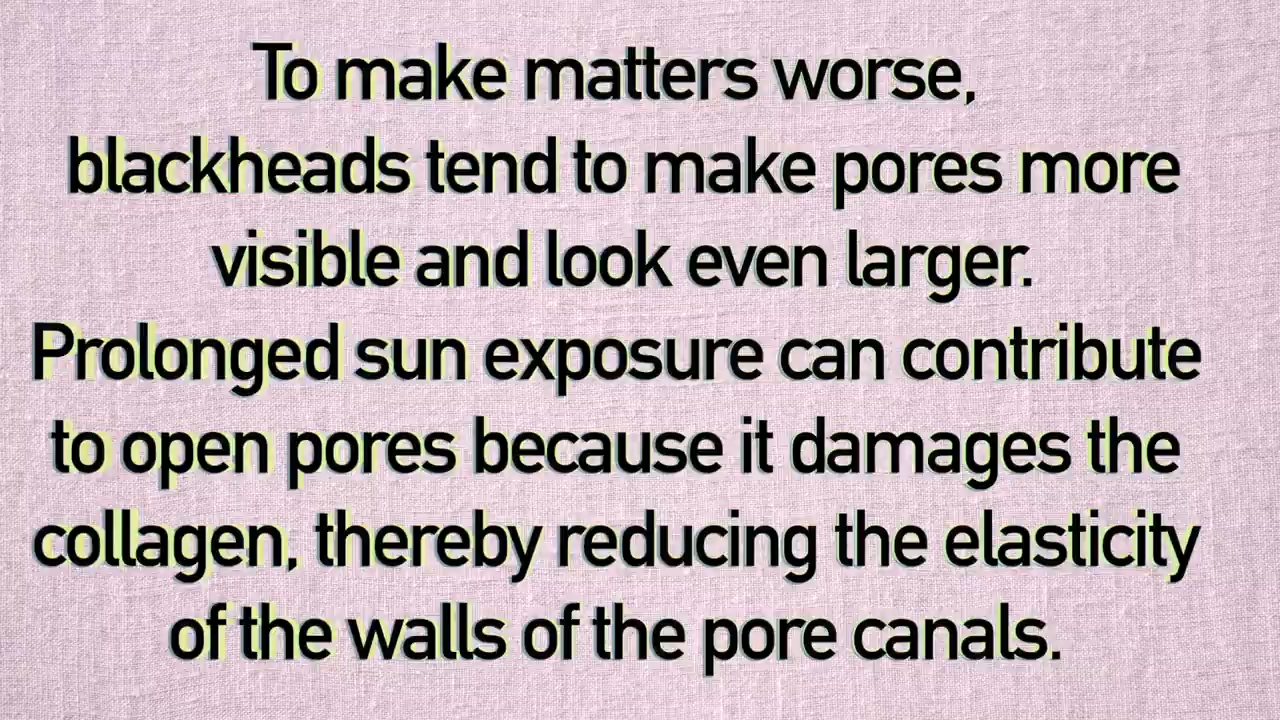 To make matters worse,
blackheads tend to make pores more
visible and look even larger.
Prolonged sun exposure can contribute
to open pores because it damages the
collagen, thereby reducing the elasticity
of the walls of the pore canals.